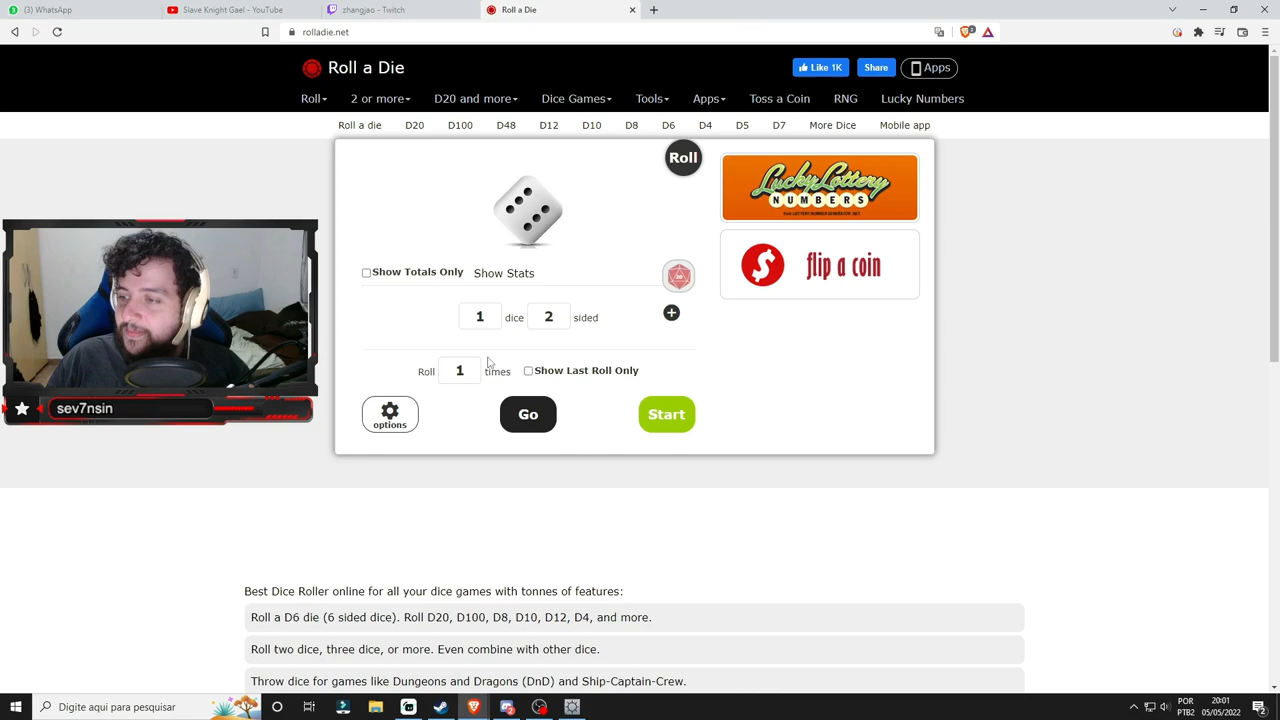 (3) WhatsApp
Slave Knight Gael - YouTube
zhangjao - Twitch
Roll a Die
rolladie.net
Roll a Die
Like 1K
Share
Apps
Roll
2 or more
D20 and more
Dice Games
Tools
Apps
Toss a Coin
RNG
Lucky Numbers
Roll a die
D20
D100
D48
D12
D10
D8
D6
D4
D5
D7
More Dice
Mobile app
Roll
Lucky Lottery
NUMBERS
Show Totals Only
Show Stats
20
$ flip a coin
1 dice 2 sided
+
Roll 1 times
Show Last Roll Only
options
Go
Start
sev7nsin
Best Dice Roller online for all your dice games with tonnes of features:
Roll a D6 die (6 sided dice). Roll D20, D100, D8, D10, D12, D4, and more.
Roll two dice, three dice, or more. Even combine with other dice.
Throw dice for games like Dungeons and Dragons (DnD) and Ship-Captain-Crew.
Digite aqui para pesquisar
POR
PTB2
20:01
05/05/2022
2